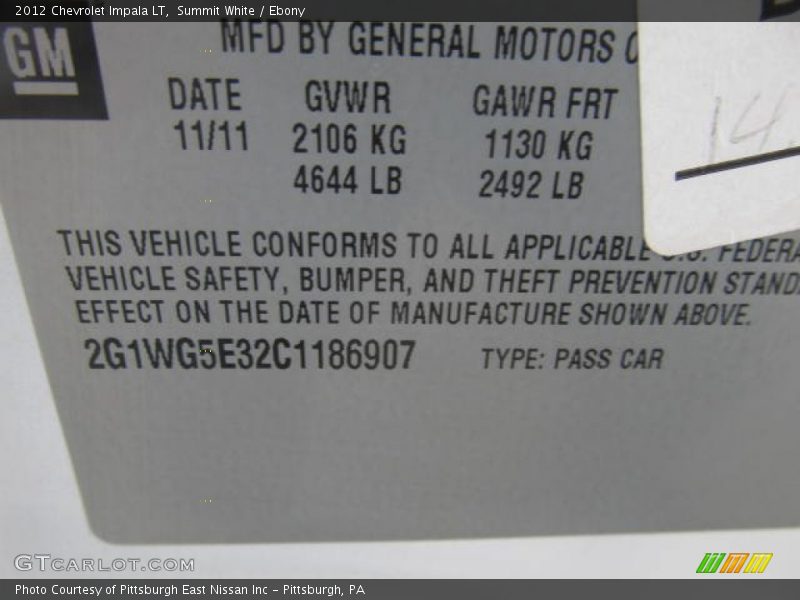 2012 Chevrolet Impala LT, Summit White / Ebony
GM
MFD BY GENERAL MOTORS
DATE GVWR GAWR FRT
11/11 2106 KG 1130 KG
4644 LB 2492 LB
14
THIS VEHICLE CONFORMS TO ALL APPLICABLE U.S. FEDERA
VEHICLE SAFETY, BUMPER, AND THEFT PREVENTION STAND
EFFECT ON THE DATE OF MANUFACTURE SHOWN ABOVE.
2G1WG5E32C1186907 TYPE: PASS CAR
GTCARLOT.COM
Photo Courtesy of Pittsburgh East Nissan Inc - Pittsburgh, PA